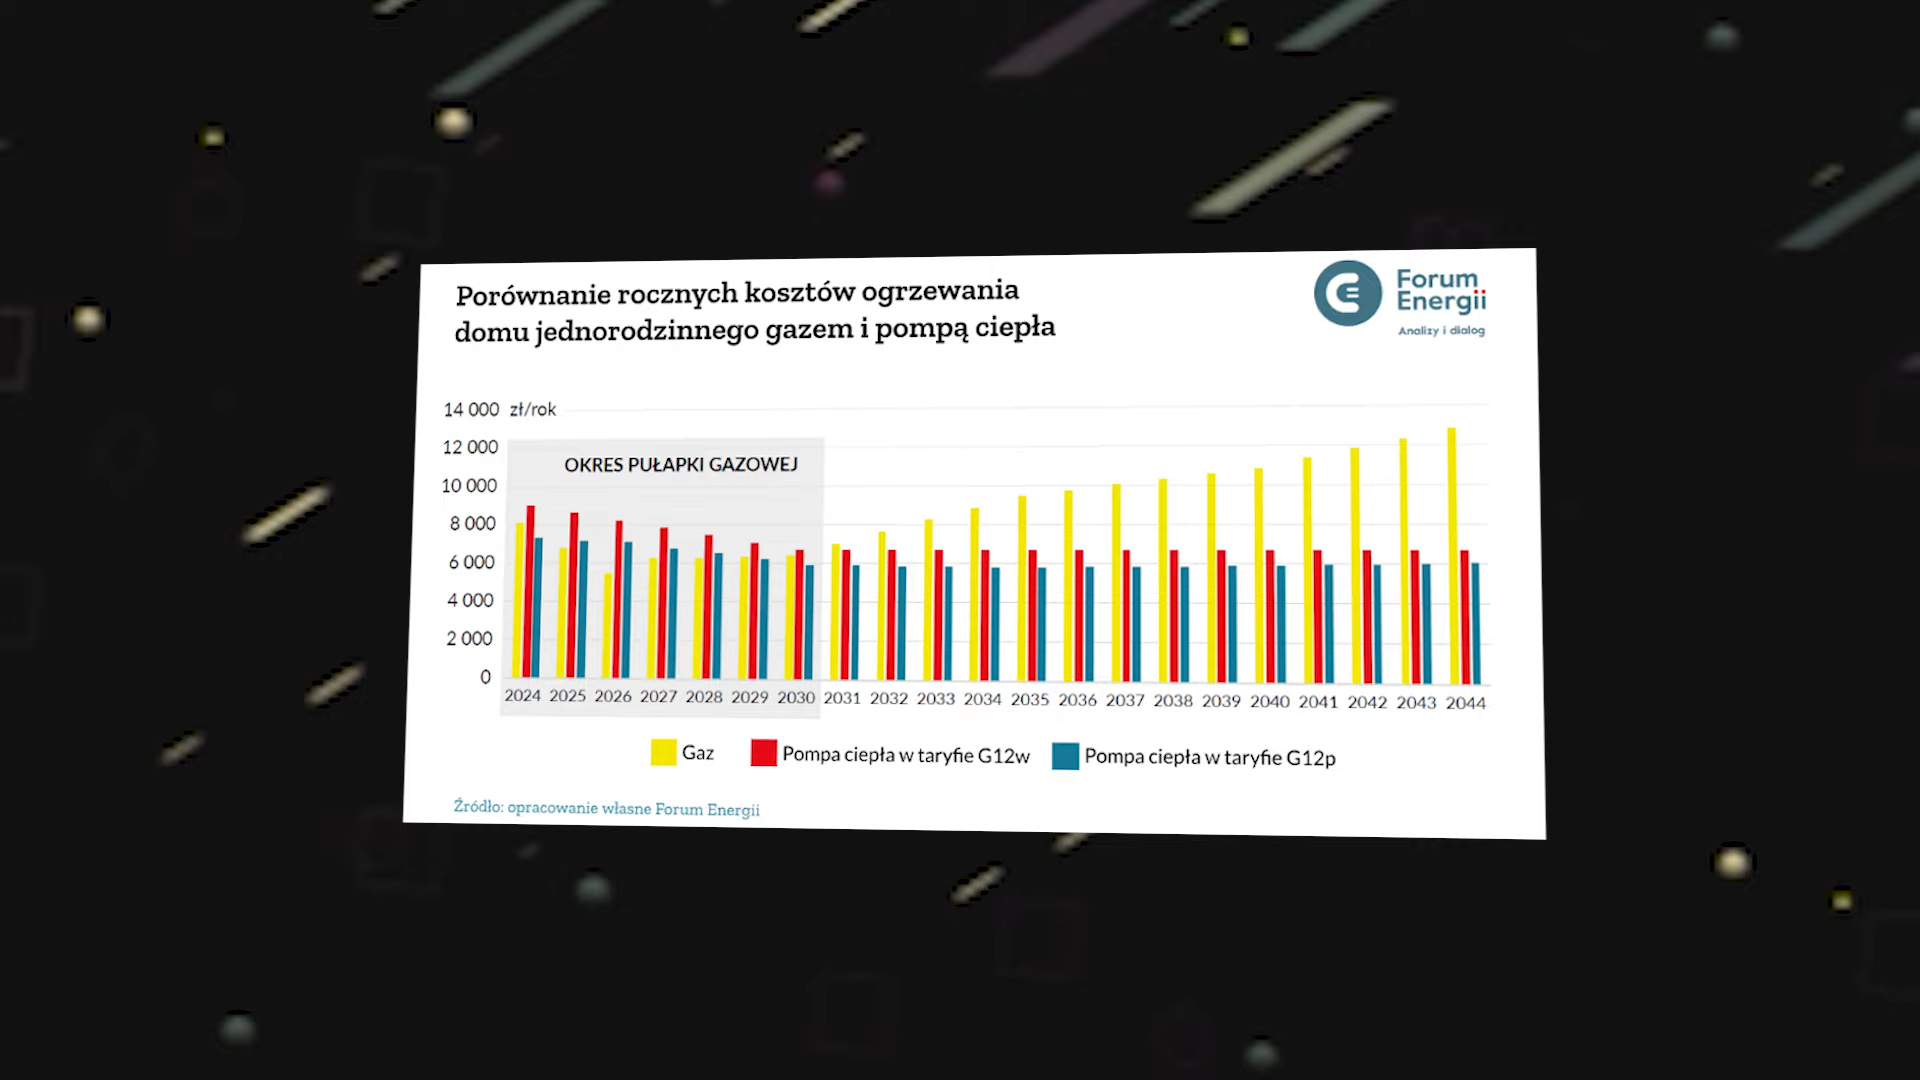 Porównanie rocznych kosztów ogrzewania
domu jednorodzinnego gazem i pompą ciepła
Forum
Energii
Analizy i dialog
14 000 zł/rok
12 000
10 000
8 000
6 000
4 000
2 000
0
OKRES PUŁAPKI GAZOWEJ
2024 2025 2026 2027 2028 2029 2030 2031 2032 2033 2034 2035 2036 2037 2038 2039 2040 2041 2042 2043 2044
Gaz Pompa ciepła w taryfie G12w Pompa ciepła w taryfie G12p
Źródło: opracowanie własne Forum Energii